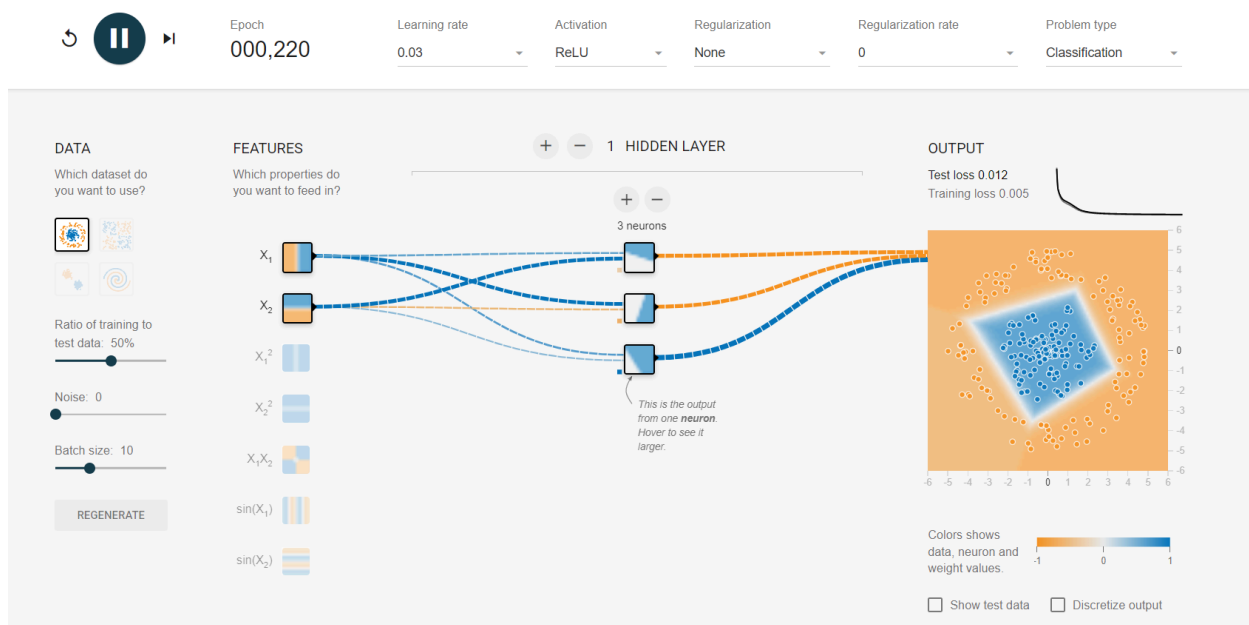 Epoch
000,220
Learning rate
0.03
Activation
ReLU
Regularization
None
Regularization rate
0
Problem type
Classification
DATA
Which dataset do
you want to use?
Ratio of training to
test data: 50%
Noise: 0
Batch size: 10
REGENERATE
FEATURES
Which properties do
you want to feed in?
X₁
X₂
X₁²
X₂²
X₁X₂
sin(X₁)
sin(X₂)
+ − 1 HIDDEN LAYER
+ −
3 neurons
This is the output
from one neuron.
Hover to see it
larger.
OUTPUT
Test loss 0.012
Training loss 0.005
6
5
4
3
2
1
0
-1
-2
-3
-4
-5
-6
-6 -5 -4 -3 -2 -1 0 1 2 3 4 5 6
Colors shows
data, neuron and
weight values.
-1 0 1
Show test data
Discretize output